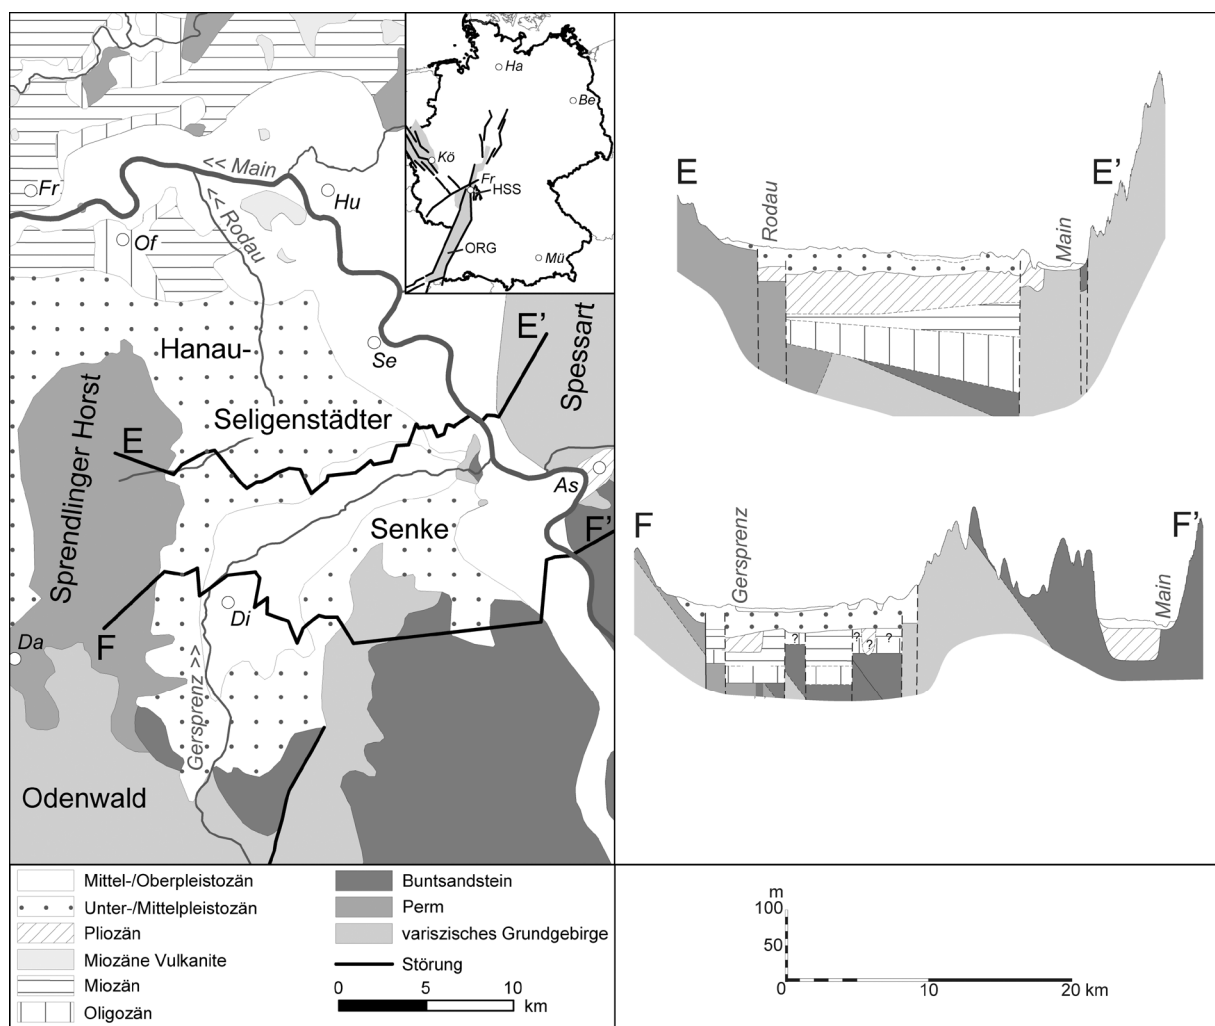 Ha
Be
Kö
Fr
HSS
ORG
Mü
<< Main
Fr
Hu
<< Rodau
Of
Hanau-
Se
E'
Spessart
Seligenstädter
Sprendlinger Horst
E
As
Senke
F'
Di
F
Da
Gersprenz >>
Odenwald
E
Rodau
Main
E'
F
Gersprenz
Main
F'
?
?
?
?
Mittel-/Oberpleistozän
Unter-/Mittelpleistozän
Pliozän
Miozäne Vulkanite
Miozän
Oligozän
Buntsandstein
Perm
variszisches Grundgebirge
Störung
0 5 10
km
m
100
50
0 10 20 km